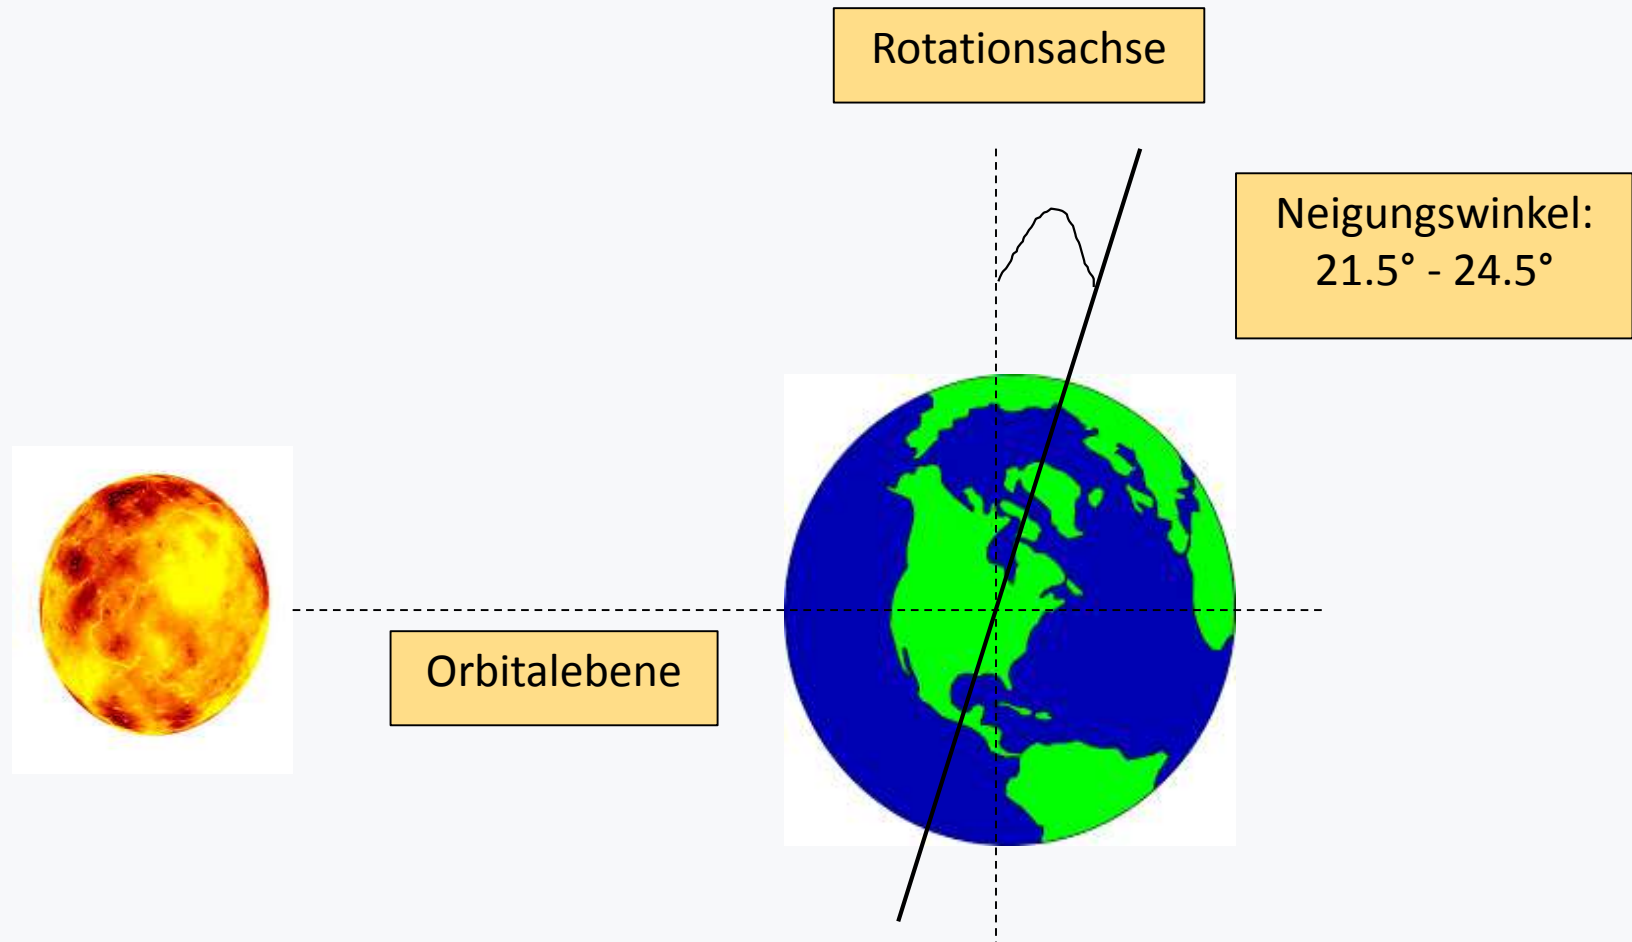 Rotationsachse
Neigungswinkel:
21.5° - 24.5°
Orbitalebene